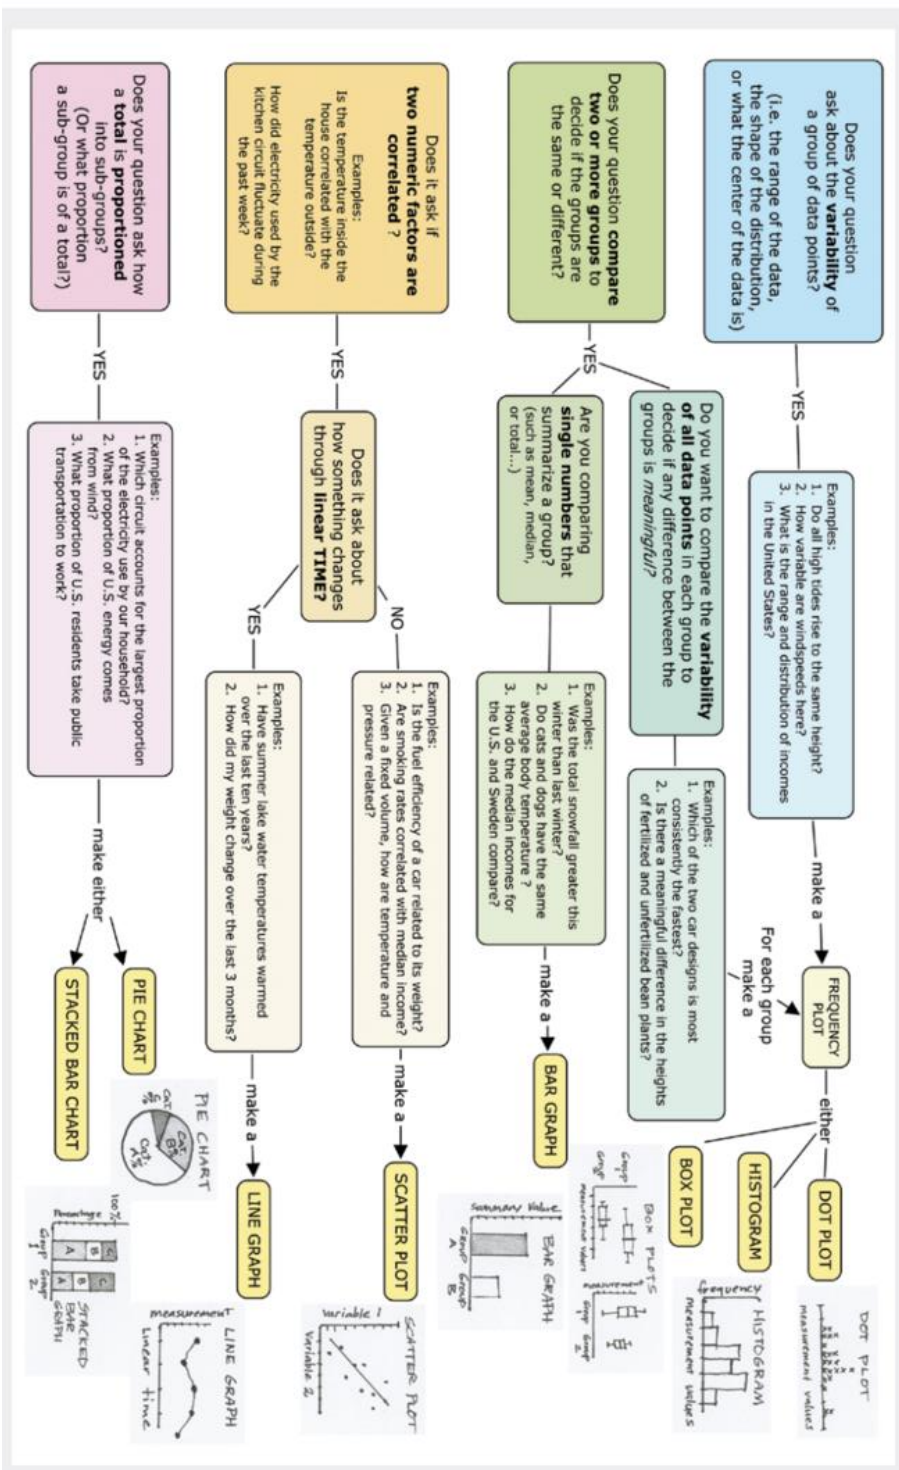 Does your question
ask about the variability of
a group of data points?
(i.e. the range of the data,
the shape of the distribution,
or what the center of the data is)
YES
Examples:
1. Do all high tides rise to the same height?
2. How variable are windspeeds here?
3. What is the range and distribution of incomes
in the United States?
make a
FREQUENCY
PLOT
either
DOT PLOT
HISTOGRAM
BOX PLOT
DOT PLOT
measurement values
HISTOGRAM
frequency
measurement values
Does your question compare
two or more groups to
decide if the groups are
the same or different?
YES
Do you want to compare the variability
of all data points in each group to
decide if any difference between the
groups is meaningful?
Examples:
1. Which of the two car designs is most
consistently the fastest?
2. Is there a meaningful difference in the heights
of fertilized and unfertilized bean plants?
For each group
make a
BOX PLOTS
Group 1
Group
measurement values
measurement
Group 1
Group 2
Are you comparing
single numbers that
summarize a group?
(such as mean, median,
or total...)
Examples:
1. Was the total snowfall greater this
winter than last winter?
2. Do cats and dogs have the same
average body temperature ?
3. How do the median incomes for
the U.S. and Sweden compare?
make a
BAR GRAPH
BAR GRAPH
Summary Value
Group A
Group B
Does it ask if
two numeric factors are
correlated ?
Examples:
Is the temperature inside the
house correlated with the
temperature outside?
How did electricity used by the
kitchen circuit fluctuate during
the past week?
YES
Does it ask about
how something changes
through linear TIME?
NO
Examples:
1. Is the fuel efficiency of a car related to its weight?
2. Are smoking rates correlated with median income?
3. Given a fixed volume, how are temperature and
pressure related?
make a
SCATTER PLOT
SCATTER PLOT
Variable 1
Variable 2
YES
Examples:
1. Have summer lake water temperatures warmed
over the last ten years?
2. How did my weight change over the last 3 months?
make a
LINE GRAPH
LINE GRAPH
measurement
Linear time
Does your question ask how
a total is proportioned
into sub-groups?
(Or what proportion
a sub-group is of a total?)
YES
Examples:
1. Which circuit accounts for the largest proportion
of the electricity use by our household?
2. What proportion of U.S. energy comes
from wind?
3. What proportion of U.S. residents take public
transportation to work?
make either
PIE CHART
STACKED BAR CHART
PIE CHART
Cat. A%
Cat. B%
Cat. C%
100%
Percentage
A B C
A B C
Group 1
Group 2
STACKED
BAR
GRAPH